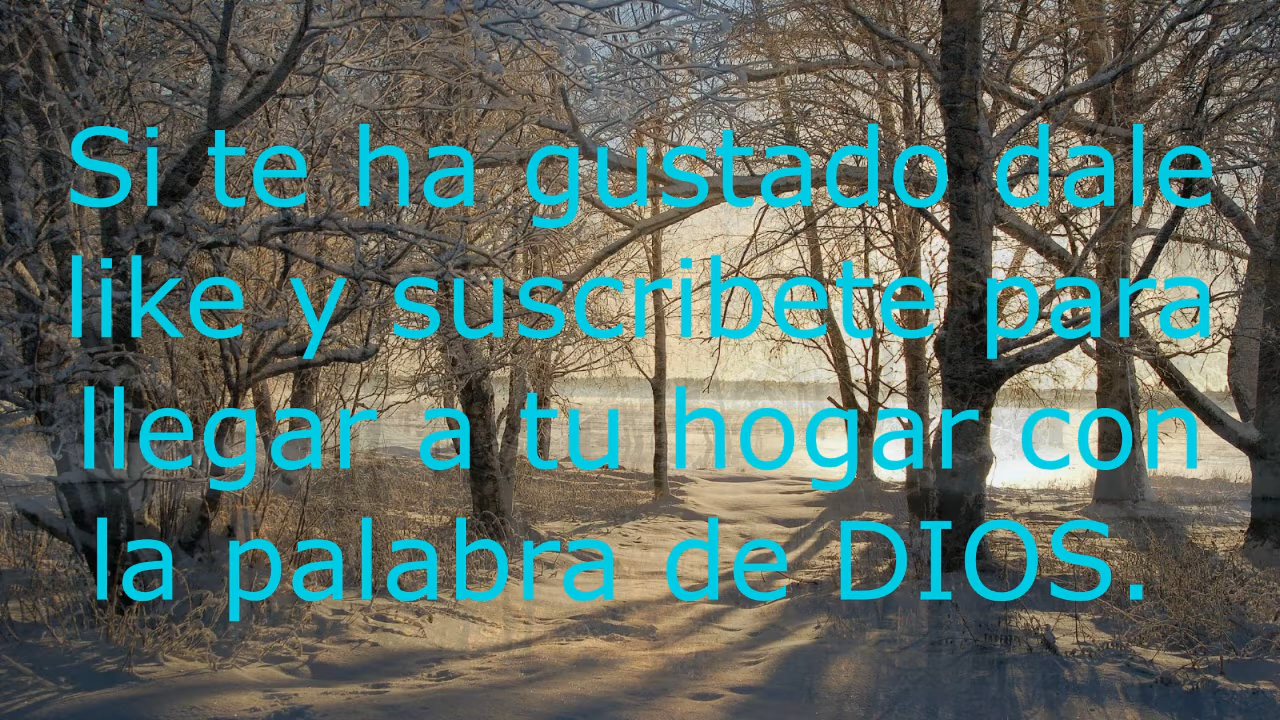 Si te ha gustado dale
like y suscribete para
llegar a tu hogar con
la palabra de DIOS.